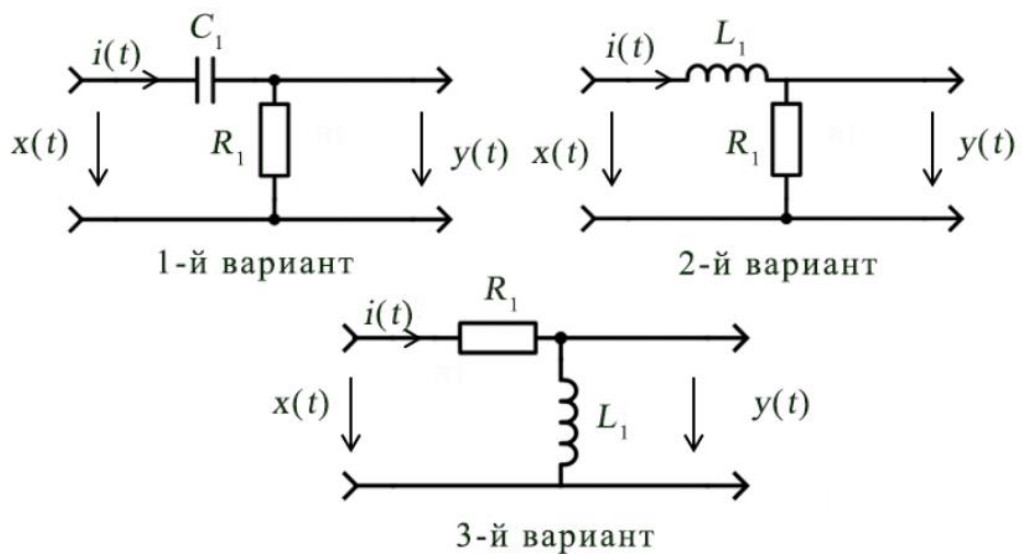 C₁
i(t)
x(t)
R₁
y(t)
1-й вариант
L₁
i(t)
x(t)
R₁
y(t)
2-й вариант
R₁
i(t)
x(t)
L₁
y(t)
3-й вариант